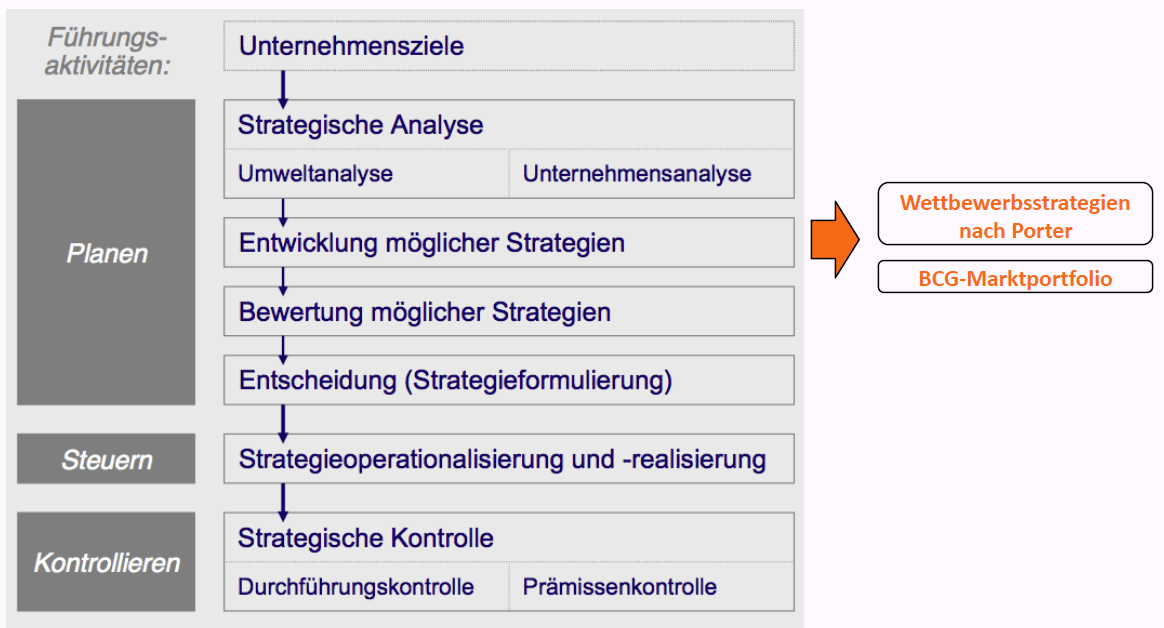 Führungs-
aktivitäten:
Unternehmensziele
Planen
Strategische Analyse
Umweltanalyse
Unternehmensanalyse
Entwicklung möglicher Strategien
Bewertung möglicher Strategien
Entscheidung (Strategieformulierung)
Wettbewerbsstrategien
nach Porter
BCG-Marktportfolio
Steuern
Strategieoperationalisierung und -realisierung
Kontrollieren
Strategische Kontrolle
Durchführungskontrolle
Prämissenkontrolle